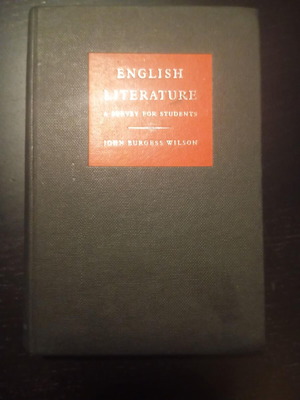 ENGLISH
LITERATURE
A SURVEY FOR STUDENTS
JOHN BURGESS WILSON